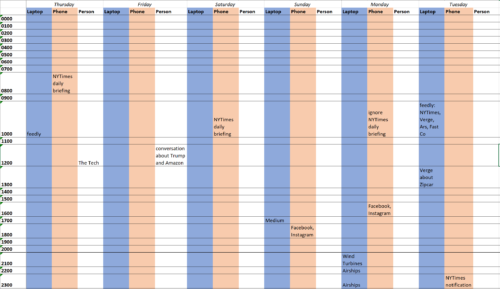 Thursday Friday Saturday Sunday Monday Tuesday
Laptop Phone Person Laptop Phone Person Laptop Phone Person Laptop Phone Person Laptop Phone Person Laptop Phone Person
0000
0100
0200
0300
0400
0500
0600
0700
NYTimes
daily
0800 briefing
0900
feedly:
ignore NYTimes,
NYTimes NYTimes Verge,
daily daily Ars, Fast
1000 feedly briefing briefing Co
1100
conversation
about Trump
1200 The Tech and Amazon
Verge
about
1300 Zipcar
1400
1500
Facebook,
1600 Instagram
1700 Medium
Facebook,
1800 Instagram
1900
2000
Wind
2100 Turbines
2200 Airships
NYTimes
2300 Airships notification